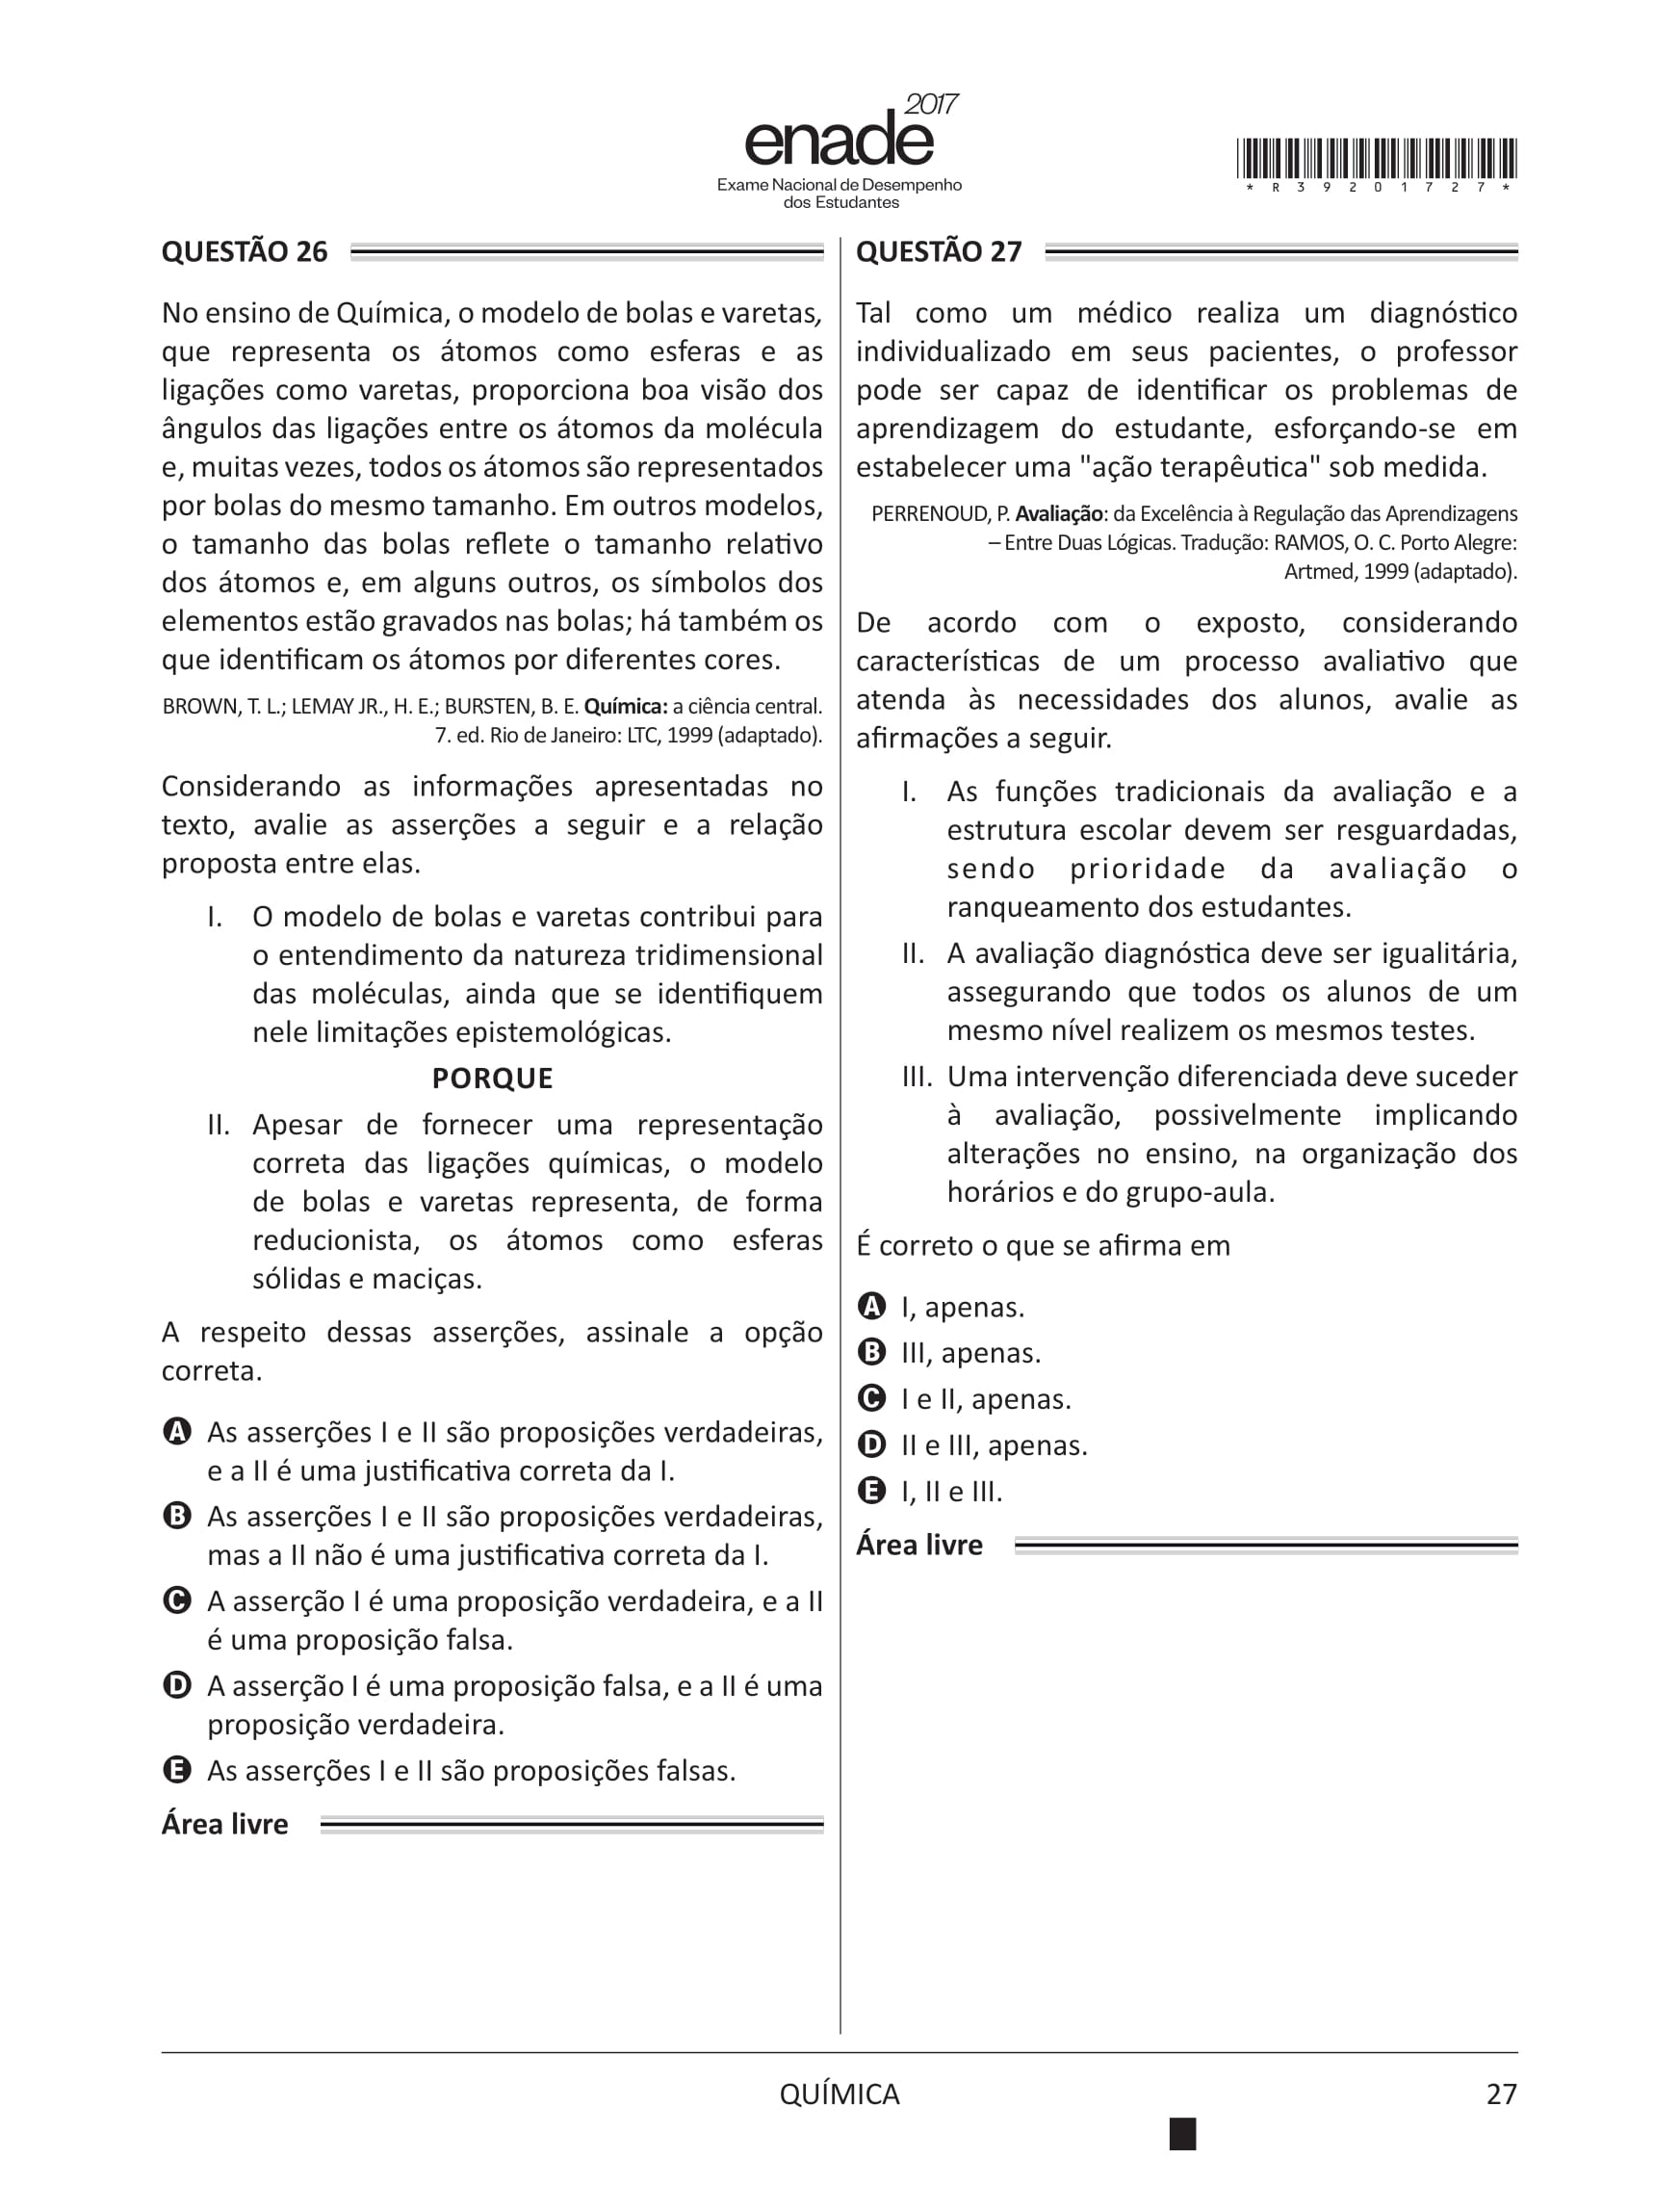 2017
enade
Exame Nacional de Desempenho
dos Estudantes
* R 3 9 2 0 1 7 2 7 *
QUESTÃO 26
No ensino de Química, o modelo de bolas e varetas,
que representa os átomos como esferas e as
ligações como varetas, proporciona boa visão dos
ângulos das ligações entre os átomos da molécula
e, muitas vezes, todos os átomos são representados
por bolas do mesmo tamanho. Em outros modelos,
o tamanho das bolas reflete o tamanho relativo
dos átomos e, em alguns outros, os símbolos dos
elementos estão gravados nas bolas; há também os
que identificam os átomos por diferentes cores.
BROWN, T. L.; LEMAY JR., H. E.; BURSTEN, B. E. Química: a ciência central.
7. ed. Rio de Janeiro: LTC, 1999 (adaptado).
Considerando as informações apresentadas no
texto, avalie as asserções a seguir e a relação
proposta entre elas.
I. O modelo de bolas e varetas contribui para
o entendimento da natureza tridimensional
das moléculas, ainda que se identifiquem
nele limitações epistemológicas.
PORQUE
II. Apesar de fornecer uma representação
correta das ligações químicas, o modelo
de bolas e varetas representa, de forma
reducionista, os átomos como esferas
sólidas e maciças.
A respeito dessas asserções, assinale a opção
correta.
A As asserções I e II são proposições verdadeiras,
e a II é uma justificativa correta da I.
B As asserções I e II são proposições verdadeiras,
mas a II não é uma justificativa correta da I.
C A asserção I é uma proposição verdadeira, e a II
é uma proposição falsa.
D A asserção I é uma proposição falsa, e a II é uma
proposição verdadeira.
E As asserções I e II são proposições falsas.
Área livre
QUESTÃO 27
Tal como um médico realiza um diagnóstico
individualizado em seus pacientes, o professor
pode ser capaz de identificar os problemas de
aprendizagem do estudante, esforçando-se em
estabelecer uma "ação terapêutica" sob medida.
PERRENOUD, P. Avaliação: da Excelência à Regulação das Aprendizagens
– Entre Duas Lógicas. Tradução: RAMOS, O. C. Porto Alegre:
Artmed, 1999 (adaptado).
De acordo com o exposto, considerando
características de um processo avaliativo que
atenda às necessidades dos alunos, avalie as
afirmações a seguir.
I. As funções tradicionais da avaliação e a
estrutura escolar devem ser resguardadas,
sendo prioridade da avaliação o
ranqueamento dos estudantes.
II. A avaliação diagnóstica deve ser igualitária,
assegurando que todos os alunos de um
mesmo nível realizem os mesmos testes.
III. Uma intervenção diferenciada deve suceder
à avaliação, possivelmente implicando
alterações no ensino, na organização dos
horários e do grupo-aula.
É correto o que se afirma em
A I, apenas.
B III, apenas.
C I e II, apenas.
D II e III, apenas.
E I, II e III.
Área livre
QUÍMICA
27